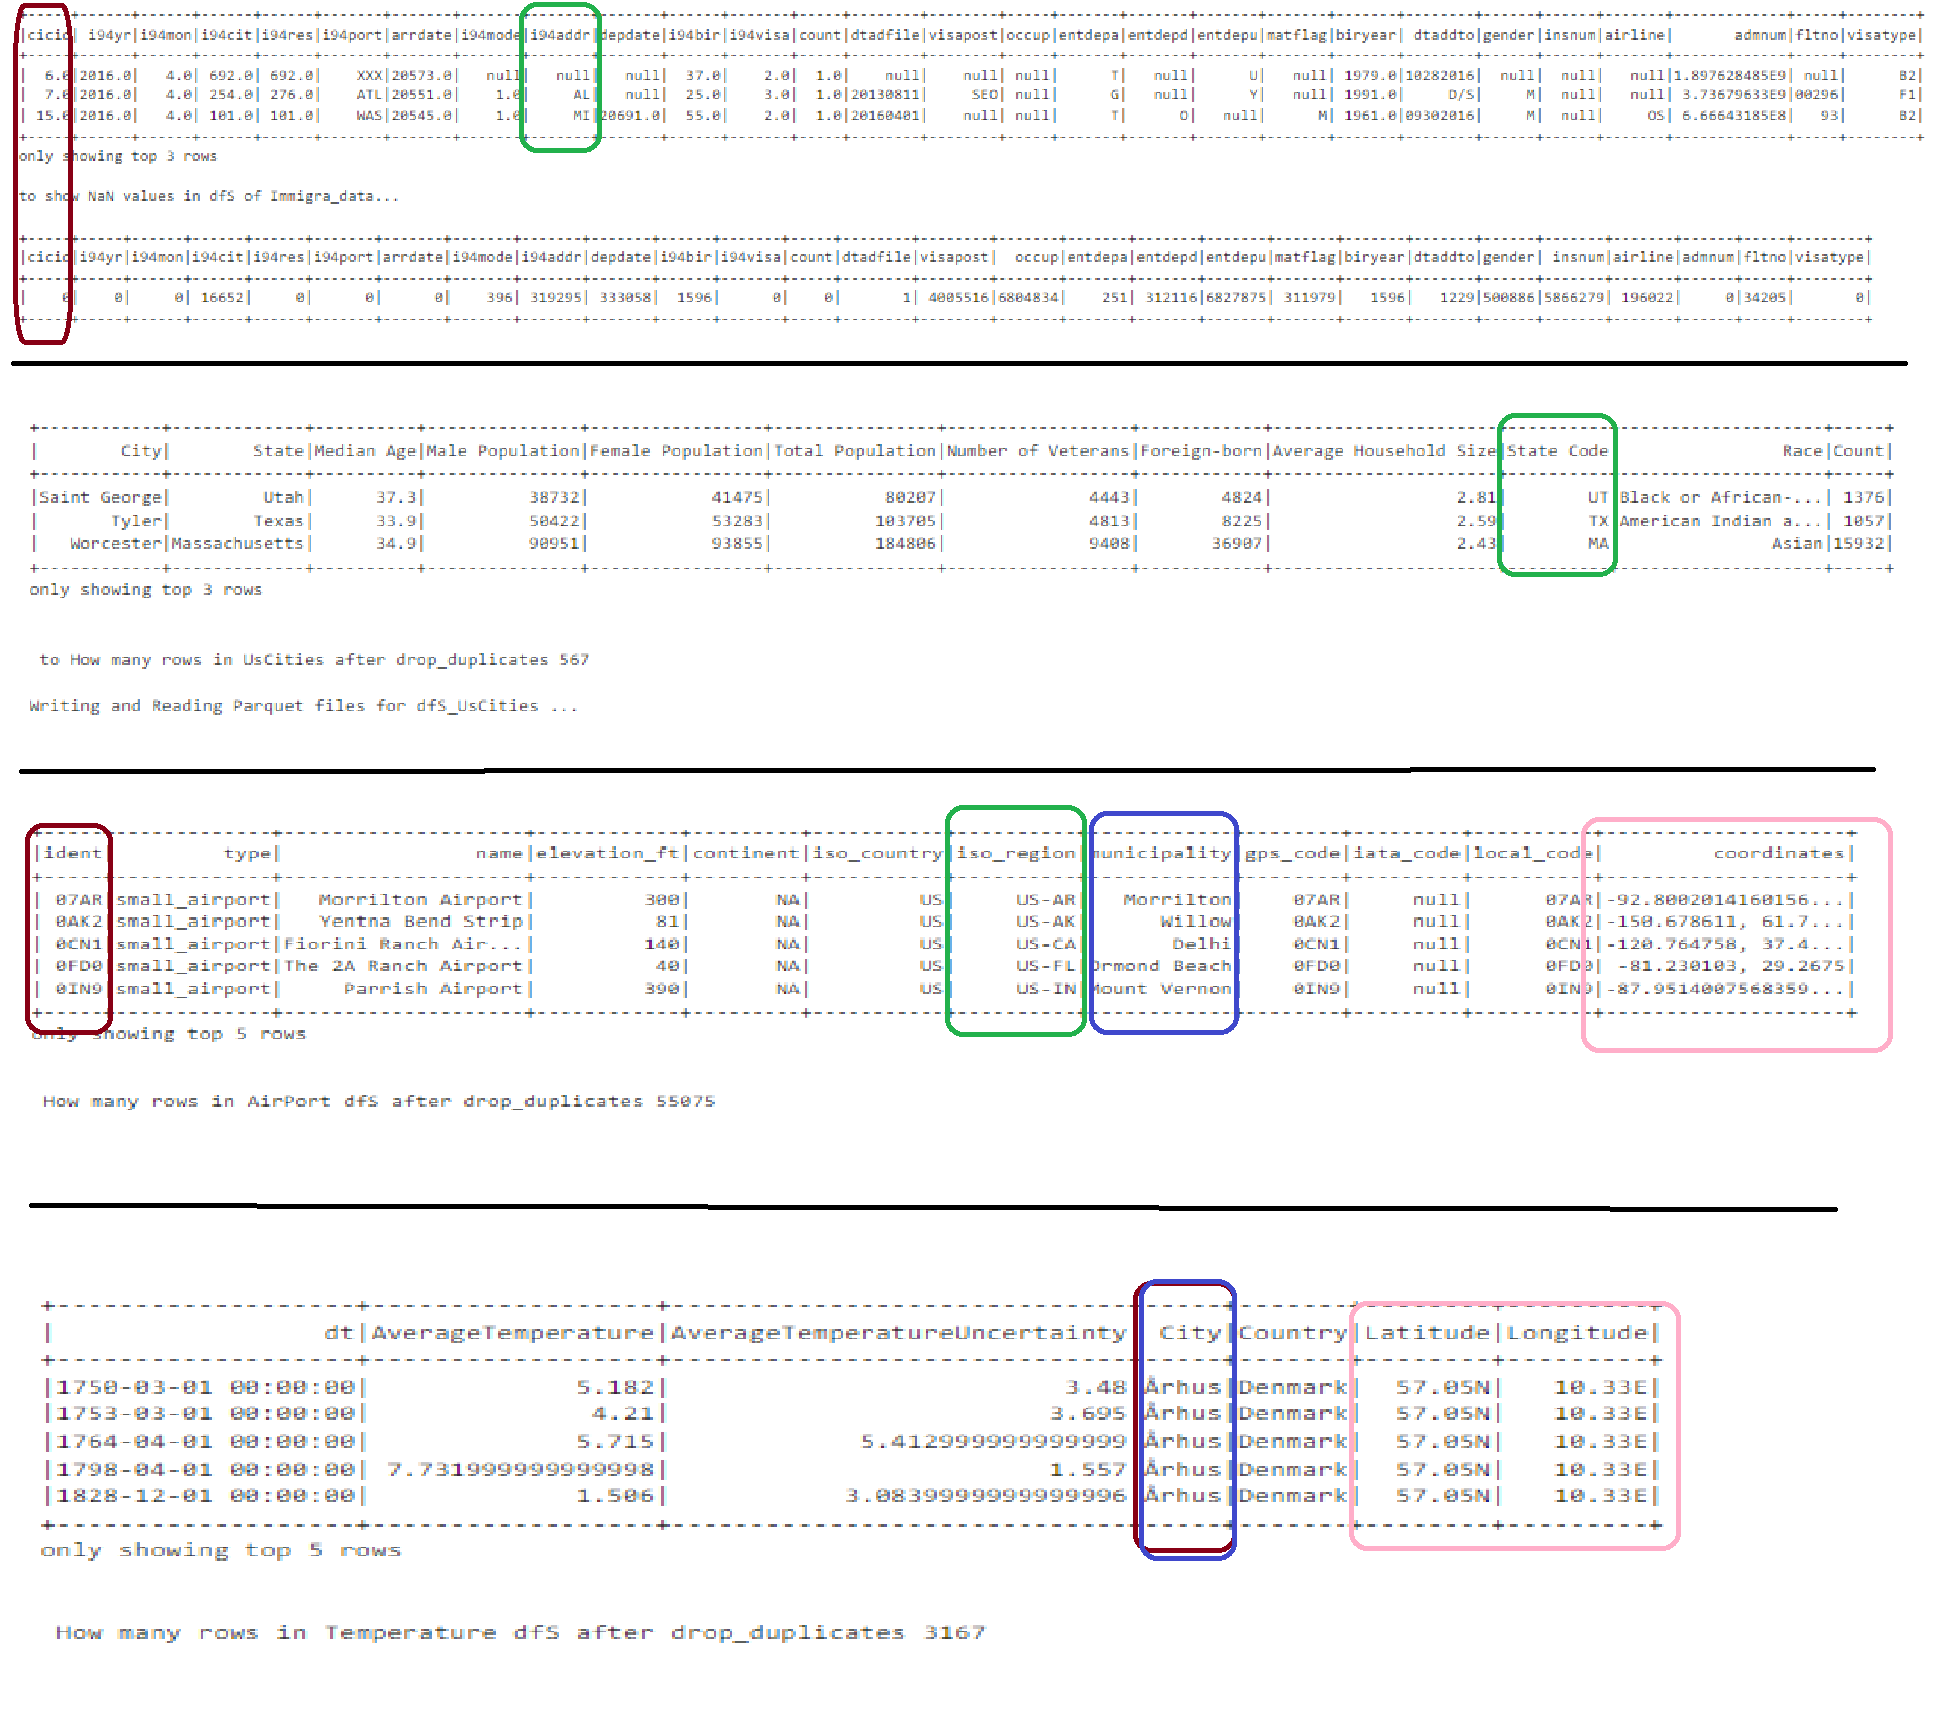 +-----+------+------+------+------+-------+-------+-------+-------+-------+------+-------+-----+--------+--------+-----+-------+-------+-------+-------+-------+--------+------+------+-------+--------------+-----+--------+
|cicid| i94yr|i94mon|i94cit|i94res|i94port|arrdate|i94mode|i94addr|depdate|i94bir|i94visa|count|dtadfile|visapost|occup|entdepa|entdepd|entdepu|matflag|biryear| dtaddto|gender|insnum|airline| admnum|fltno|visatype|
+-----+------+------+------+------+-------+-------+-------+-------+-------+------+-------+-----+--------+--------+-----+-------+-------+-------+-------+-------+--------+------+------+-------+--------------+-----+--------+
| 6.0|2016.0| 4.0| 692.0| 692.0| XXX|20573.0| null| null| null| 37.0| 2.0| 1.0| null| null| null| T| null| U| null| 1979.0|10282016| null| null| null|1.897628485E9| null| B2|
| 7.0|2016.0| 4.0| 254.0| 276.0| ATL|20551.0| 1.0| AL| null| 25.0| 3.0| 1.0|20130811| SEO| null| G| null| Y| null| 1991.0| D/S| M| null| null| 3.73679633E9|00296| F1|
| 15.0|2016.0| 4.0| 101.0| 101.0| WAS|20545.0| 1.0| MI|20691.0| 55.0| 2.0| 1.0|20160401| null| null| T| O| null| M| 1961.0|09302016| M| null| OS| 6.66643185E8| 93| B2|
+-----+------+------+------+------+-------+-------+-------+-------+-------+------+-------+-----+--------+--------+-----+-------+-------+-------+-------+-------+--------+------+------+-------+--------------+-----+--------+
only showing top 3 rows
to show NaN values in dfS of Immigra_data...
+-----+-----+------+------+------+-------+-------+-------+-------+-------+------+-------+-----+--------+--------+-------+-------+-------+-------+-------+-------+-------+------+-------+-------+------+-----+--------+
|cicid|i94yr|i94mon|i94cit|i94res|i94port|arrdate|i94mode|i94addr|depdate|i94bir|i94visa|count|dtadfile|visapost| occup|entdepa|entdepd|entdepu|matflag|biryear|dtaddto|gender| insnum|airline|admnum|fltno|visatype|
+-----+-----+------+------+------+-------+-------+-------+-------+-------+------+-------+-----+--------+--------+-------+-------+-------+-------+-------+-------+-------+------+-------+-------+------+-----+--------+
| 0| 0| 0| 16652| 0| 0| 0| 396| 319295| 333058| 1596| 0| 0| 1| 4005516|6804834| 251| 312116|6827875| 311979| 1596| 1229|500886|5866279| 196022| 0|34205| 0|
+-----+-----+------+------+------+-------+-------+-------+-------+-------+------+-------+-----+--------+--------+-------+-------+-------+-------+-------+-------+-------+------+-------+-------+------+-----+--------+
+------------+-------------+----------+---------------+-----------------+----------------+------------------+------------+----------------------+----------+--------------------+-----+
| City| State|Median Age|Male Population|Female Population|Total Population|Number of Veterans|Foreign-born|Average Household Size|State Code| Race|Count|
+------------+-------------+----------+---------------+-----------------+----------------+------------------+------------+----------------------+----------+--------------------+-----+
|Saint George| Utah| 37.3| 38732| 41475| 80207| 4443| 4824| 2.81| UT|Black or African-...| 1376|
| Tyler| Texas| 33.9| 50422| 53283| 103705| 4813| 8225| 2.59| TX|American Indian a...| 1057|
| Worcester|Massachusetts| 34.9| 90951| 93855| 184806| 9408| 36907| 2.43| MA| Asian|15932|
+------------+-------------+----------+---------------+-----------------+----------------+------------------+------------+----------------------+----------+--------------------+-----+
only showing top 3 rows
to How many rows in UsCities after drop_duplicates 567
Writing and Reading Parquet files for dfS_UsCities ...
+-----+-------------+--------------------+------------+---------+-----------+----------+------------+--------+---------+----------+--------------------+
|ident| type| name|elevation_ft|continent|iso_country|iso_region|municipality|gps_code|iata_code|local_code| coordinates|
+-----+-------------+--------------------+------------+---------+-----------+----------+------------+--------+---------+----------+--------------------+
| 07AR|small_airport| Morrilton Airport| 300| NA| US| US-AR| Morrilton| 07AR| null| 07AR|-92.8002014160156...|
| 0AK2|small_airport| Yentna Bend Strip| 81| NA| US| US-AK| Willow| 0AK2| null| 0AK2|-150.678611, 61.7...|
| 0CN1|small_airport|Fiorini Ranch Air...| 140| NA| US| US-CA| Delhi| 0CN1| null| 0CN1|-120.764758, 37.4...|
| 0FD0|small_airport|The 2A Ranch Airport| 40| NA| US| US-FL|Ormond Beach| 0FD0| null| 0FD0| -81.230103, 29.2675|
| 0IN9|small_airport| Parrish Airport| 390| NA| US| US-IN|Mount Vernon| 0IN9| null| 0IN9|-87.9514007568359...|
+-----+-------------+--------------------+------------+---------+-----------+----------+------------+--------+---------+----------+--------------------+
only showing top 5 rows
How many rows in AirPort dfS after drop_duplicates 55075
+-------------------+------------------+-----------------------------+-----+-------+--------+---------+
| dt|AverageTemperature|AverageTemperatureUncertainty| City|Country|Latitude|Longitude|
+-------------------+------------------+-----------------------------+-----+-------+--------+---------+
|1750-03-01 00:00:00| 5.182| 3.48|Århus|Denmark| 57.05N| 10.33E|
|1753-03-01 00:00:00| 4.21| 3.695|Århus|Denmark| 57.05N| 10.33E|
|1764-04-01 00:00:00| 5.715| 5.412999999999999|Århus|Denmark| 57.05N| 10.33E|
|1798-04-01 00:00:00| 7.731999999999998| 1.557|Århus|Denmark| 57.05N| 10.33E|
|1828-12-01 00:00:00| 1.506| 3.0839999999999996|Århus|Denmark| 57.05N| 10.33E|
+-------------------+------------------+-----------------------------+-----+-------+--------+---------+
only showing top 5 rows
How many rows in Temperature dfS after drop_duplicates 3167